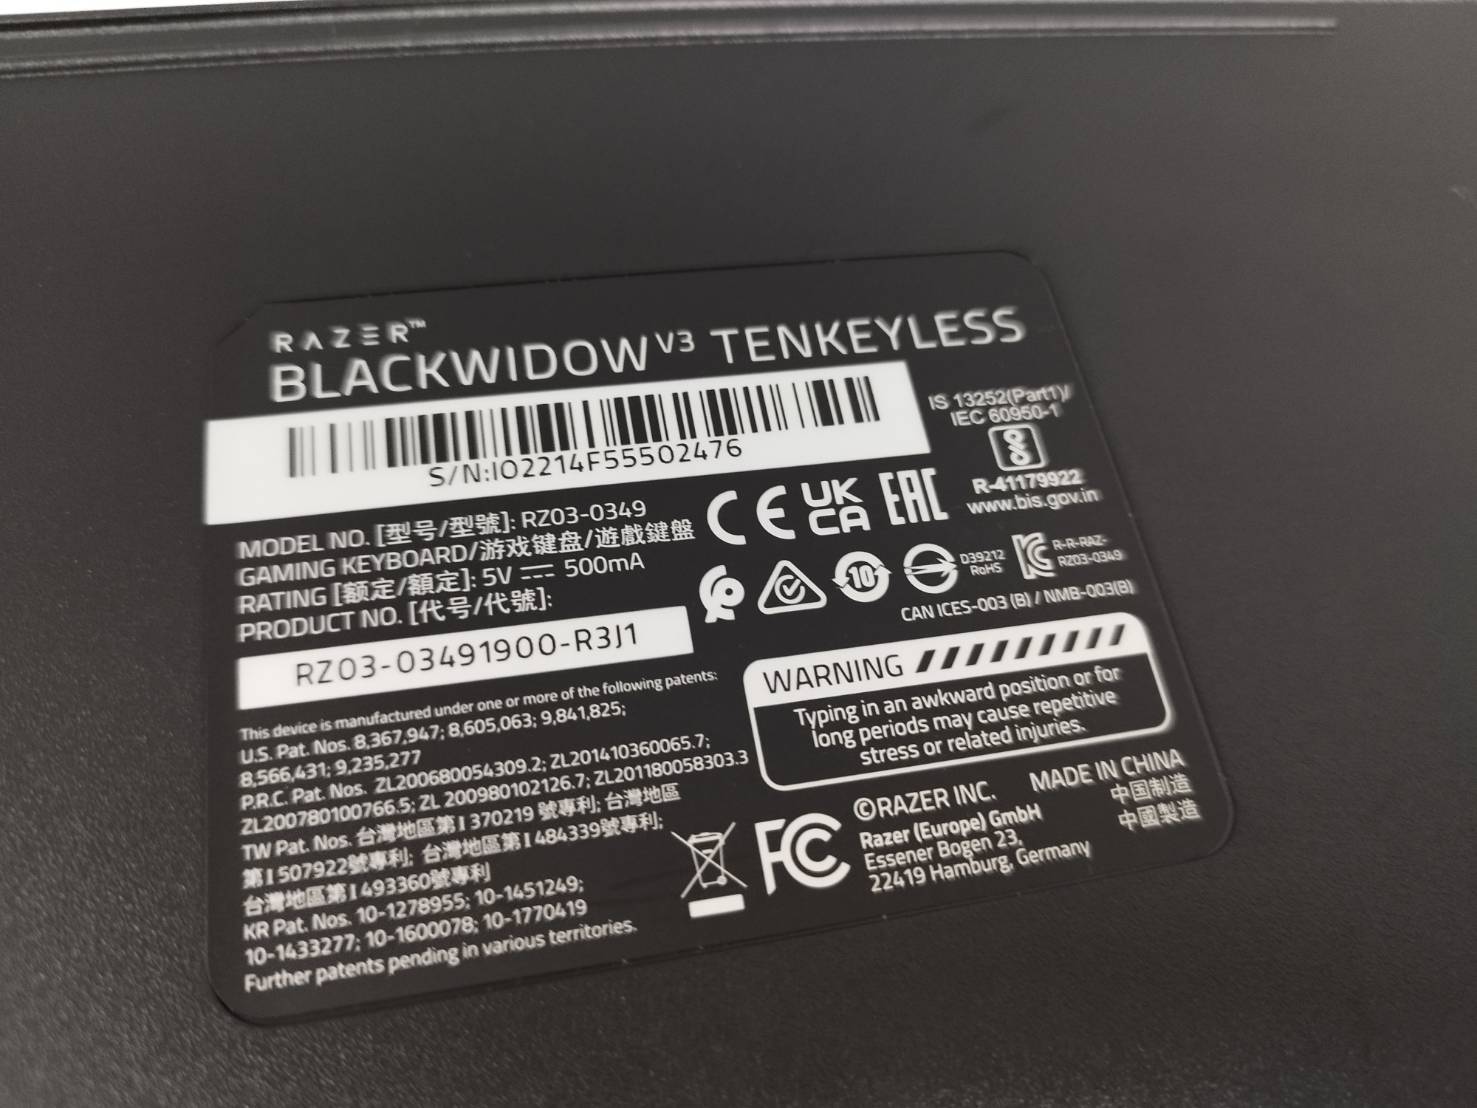 RAZER™
BLACKWIDOW V3 TENKEYLESS
S/N:IO2214F55502476
IS 13252(Part1)/
IEC 60950-1
R-41179922
www.bis.gov.in
MODEL NO. [型号/型號]: RZ03-0349
GAMING KEYBOARD/游戏键盘/遊戲鍵盤
RATING [额定/額定]: 5V ⎓ 500mA
PRODUCT NO. [代号/代號]:
RZ03-03491900-R3J1
CE
UK
CA
EAC
10
D39212
RoHS
R-R-RAZ-
RZ03-0349
CAN ICES-003 (B) / NMB-003(B)
WARNING
Typing in an awkward position or for
long periods may cause repetitive
stress or related injuries.
This device is manufactured under one or more of the following patents:
U.S. Pat. Nos. 8,367,947; 8,605,063; 9,841,825;
8,566,431; 9,235,277
P.R.C. Pat. Nos. ZL200680054309.2; ZL201410360065.7;
ZL200780100766.5; ZL 200980102126.7; ZL201180058303.3
TW Pat. Nos. 台灣地區第I 370219 號專利; 台灣地區
第I 507922號專利; 台灣地區第I 484339號專利;
台灣地區第I 493360號專利
KR Pat. Nos. 10-1278955; 10-1451249;
10-1433277; 10-1600078; 10-1770419
Further patents pending in various territories.
FC
©RAZER INC.
Razer (Europe) GmbH
Essener Bogen 23,
22419 Hamburg, Germany
MADE IN CHINA
中国制造
中國製造